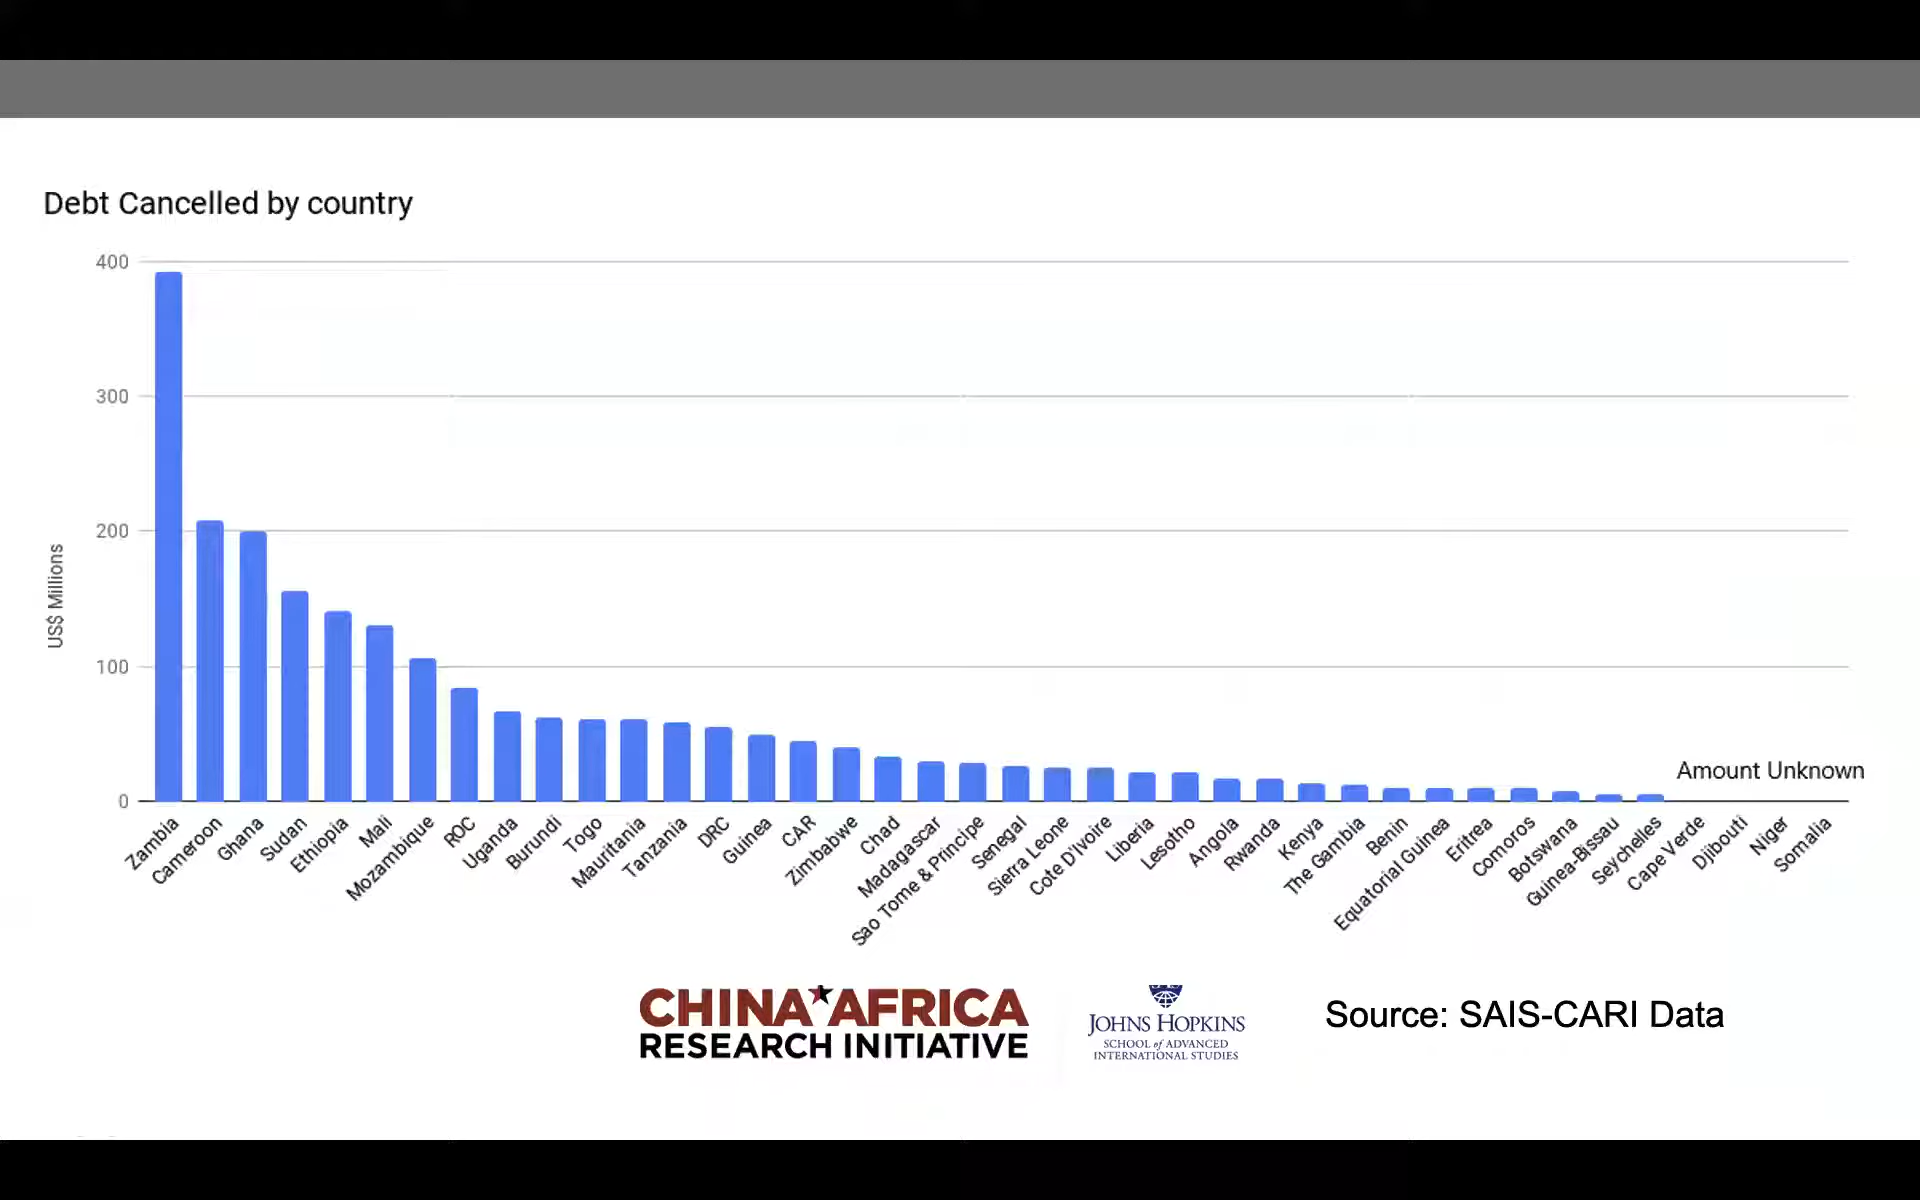 Debt Cancelled by country
400
300
200
100
0
US$ Millions
Amount Unknown
Zambia
Cameroon
Ghana
Sudan
Ethiopia
Mali
Mozambique
ROC
Uganda
Burundi
Togo
Mauritania
Tanzania
DRC
Guinea
CAR
Zimbabwe
Chad
Madagascar
Sao Tome & Principe
Senegal
Sierra Leone
Cote D'Ivoire
Liberia
Lesotho
Angola
Rwanda
Kenya
The Gambia
Benin
Equatorial Guinea
Eritrea
Comoros
Botswana
Guinea-Bissau
Seychelles
Cape Verde
Djibouti
Niger
Somalia
CHINA AFRICA
RESEARCH INITIATIVE
JOHNS HOPKINS
SCHOOL of ADVANCED
INTERNATIONAL STUDIES
Source: SAIS-CARI Data